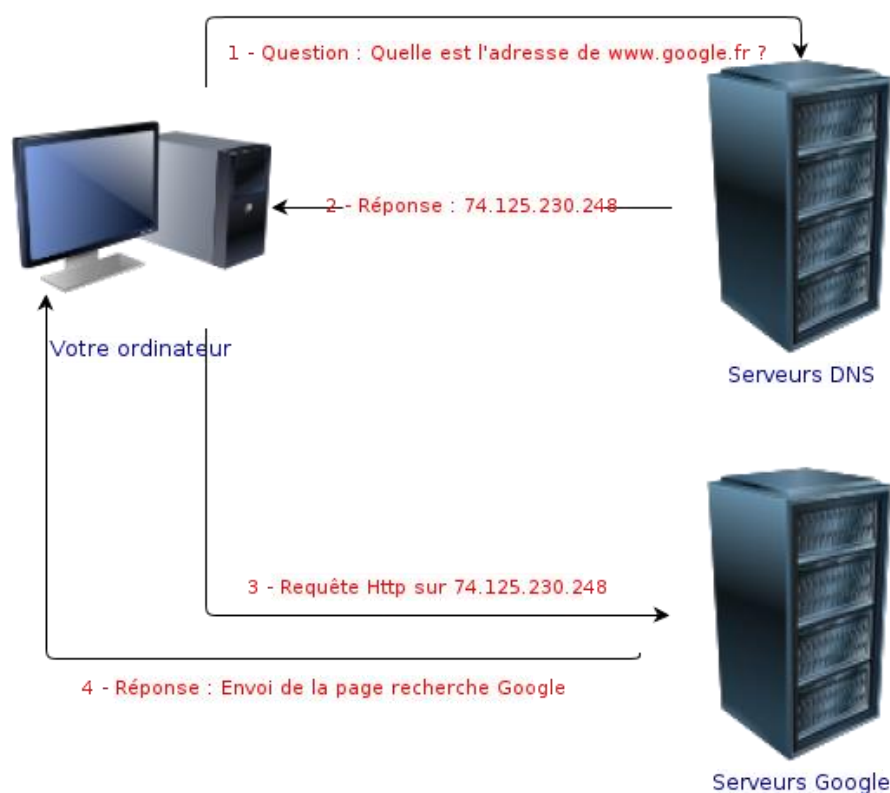 1 - Question : Quelle est l'adresse de www.google.fr ?
2 - Réponse : 74.125.230.248
Votre ordinateur
Serveurs DNS
3 - Requête Http sur 74.125.230.248
4 - Réponse : Envoi de la page recherche Google
Serveurs Google